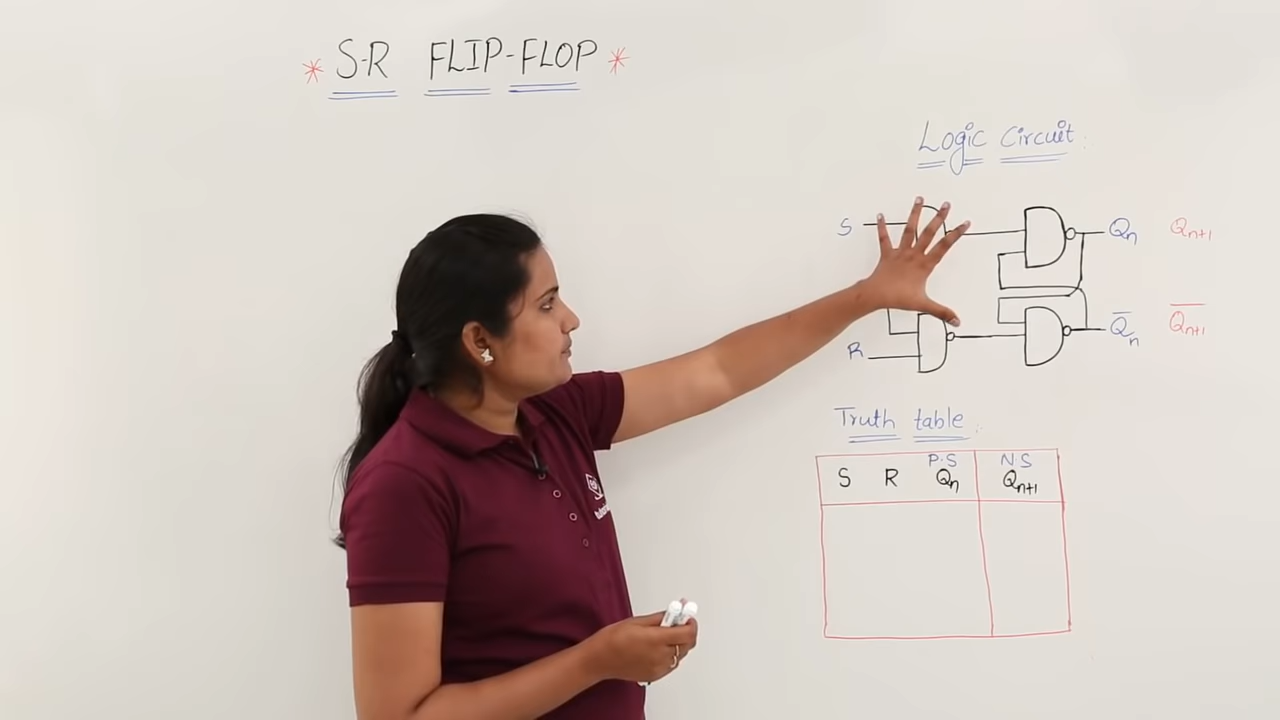 * S-R FLIP-FLOP *
Logic Circuit:
S
Qn Qn+1
R
Q̅n Q̅n+1
Truth table:
P.S N.S
S R Qn Qn+1